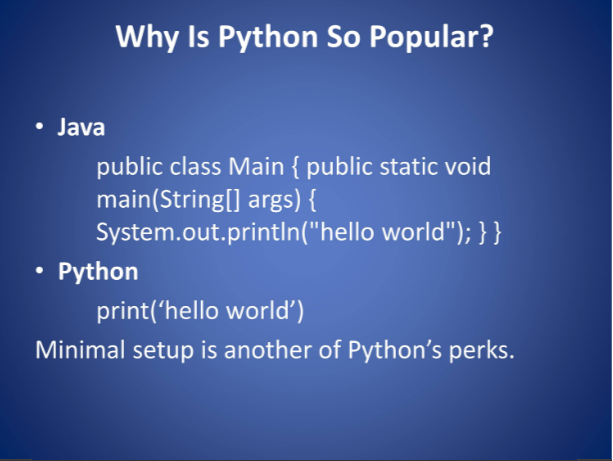 Why Is Python So Popular?
• Java
public class Main { public static void
main(String[] args) {
System.out.println("hello world"); } }
• Python
print(‘hello world’)
Minimal setup is another of Python’s perks.